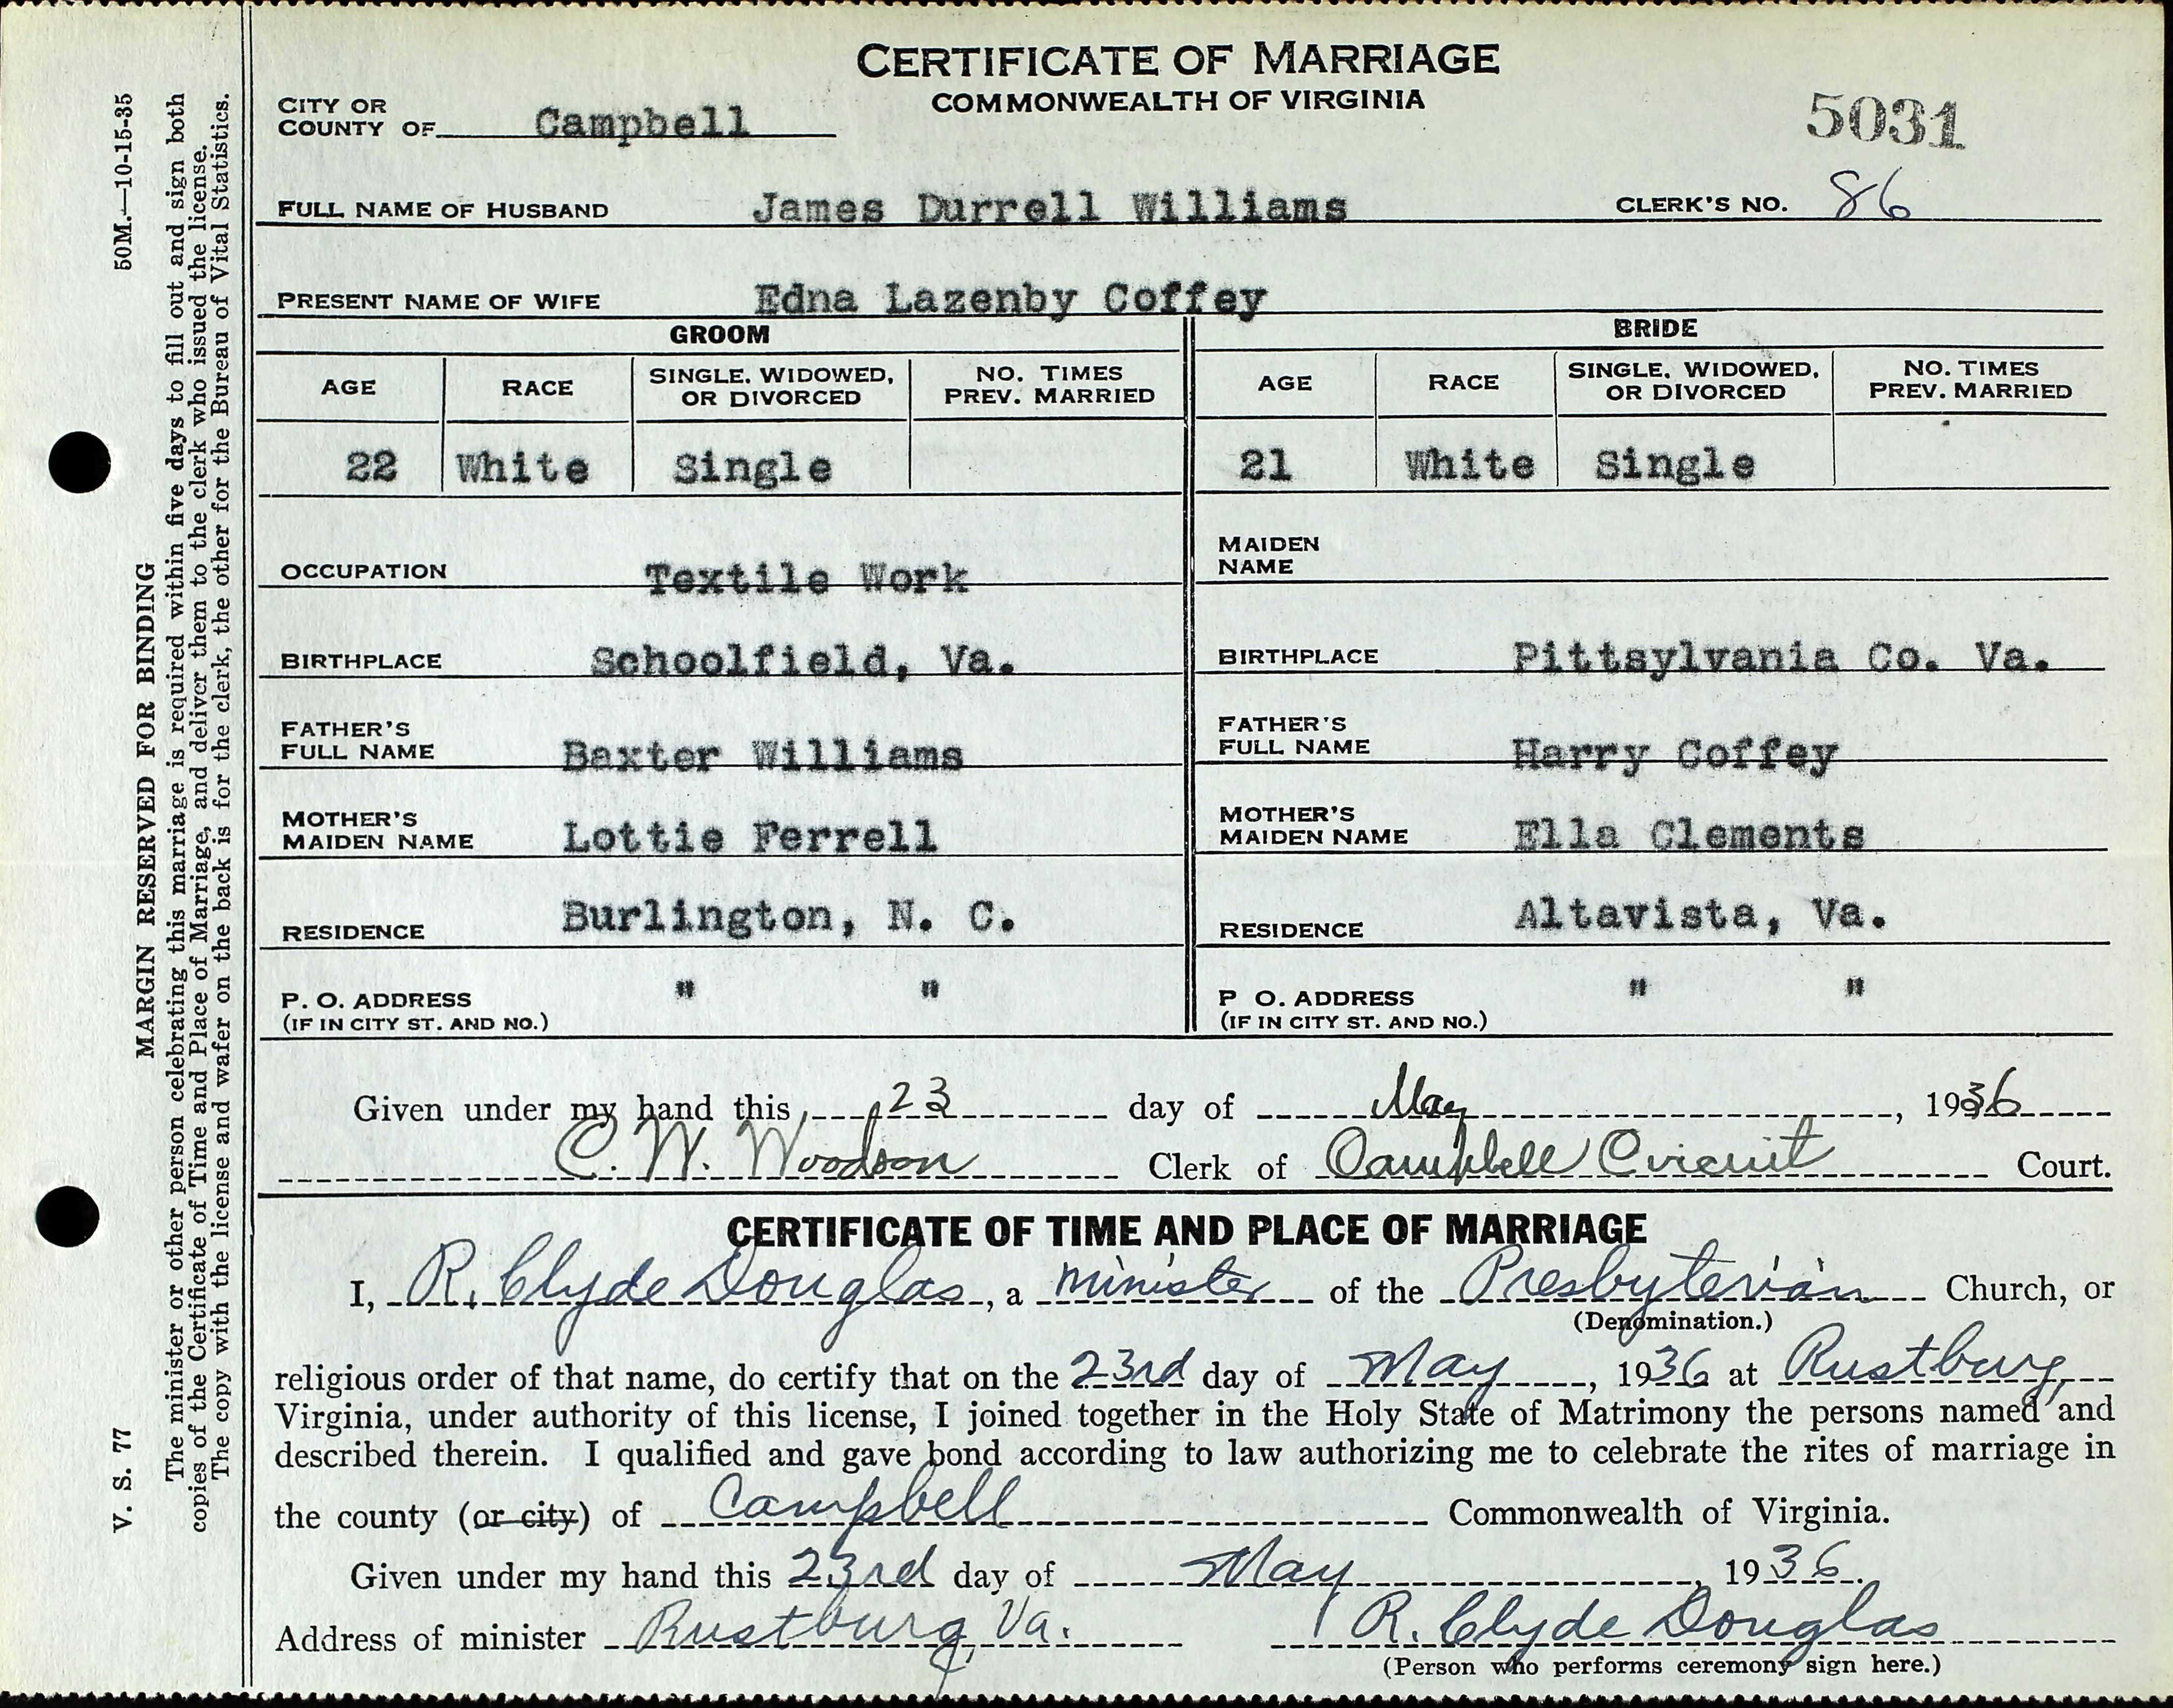 CERTIFICATE OF MARRIAGE
COMMONWEALTH OF VIRGINIA
CITY OR
COUNTY OF Campbell
5031
FULL NAME OF HUSBAND James Durrell Williams CLERK'S NO. 86
PRESENT NAME OF WIFE Edna Lazenby Coffey
GROOM BRIDE
AGE RACE SINGLE, WIDOWED, OR DIVORCED NO. TIMES PREV. MARRIED AGE RACE SINGLE, WIDOWED, OR DIVORCED NO. TIMES PREV. MARRIED
22 White Single 21 White Single
OCCUPATION Textile Work MAIDEN NAME
BIRTHPLACE Schoolfield, Va. BIRTHPLACE Pittsylvania Co. Va.
FATHER'S FULL NAME Baxter Williams FATHER'S FULL NAME Harry Coffey
MOTHER'S MAIDEN NAME Lottie Ferrell MOTHER'S MAIDEN NAME Ella Clements
RESIDENCE Burlington, N. C. RESIDENCE Altavista, Va.
P. O. ADDRESS " " P O. ADDRESS " "
(IF IN CITY ST. AND NO.) (IF IN CITY ST. AND NO.)
Given under my hand this 23 day of May, 1936
C. W. Woodson Clerk of Campbell Circuit Court.
CERTIFICATE OF TIME AND PLACE OF MARRIAGE
I, R. Clyde Douglas, a minister of the Presbyterian Church, or
(Denomination.)
religious order of that name, do certify that on the 23rd day of May, 1936 at Rustburg,
Virginia, under authority of this license, I joined together in the Holy State of Matrimony the persons named and
described therein. I qualified and gave bond according to law authorizing me to celebrate the rites of marriage in
the county (or city) of Campbell Commonwealth of Virginia.
Given under my hand this 23rd day of May, 1936.
Address of minister Rustburg, Va. R. Clyde Douglas
(Person who performs ceremony sign here.)
V. S. 77 50M.—10-15-35
MARGIN RESERVED FOR BINDING
The minister or other person celebrating this marriage is required within five days to fill out and sign both
copies of the Certificate of Time and Place of Marriage, and deliver them to the clerk who issued the license.
The copy with the license and wafer on the back is for the clerk, the other for the Bureau of Vital Statistics.